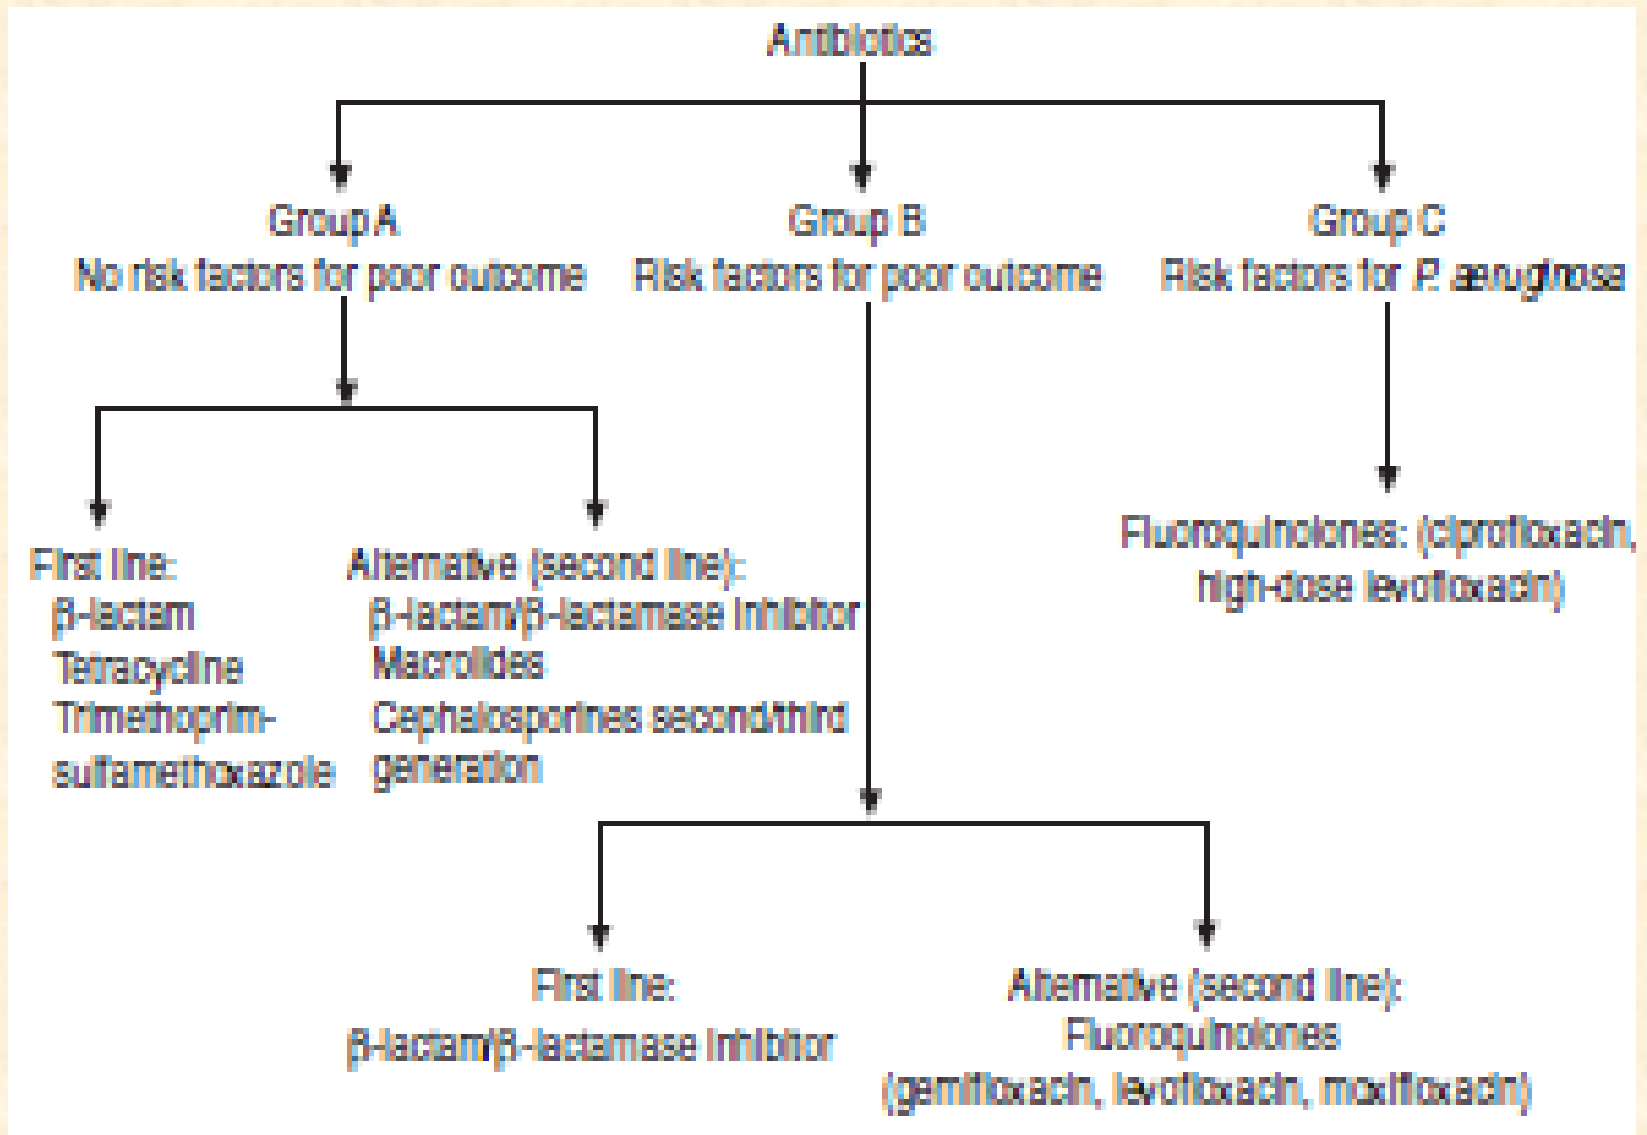 Antibiotics
Group A
No risk factors for poor outcome
Group B
Risk factors for poor outcome
Group C
Risk factors for P. aeruginosa
First line:
β-lactam
Tetracycline
Trimethoprim-
sulfamethoxazole
Alternative (second line):
β-lactam/β-lactamase inhibitor
Macrolides
Cephalosporines second/third
generation
Fluoroquinolones: (ciprofloxacin,
high-dose levofloxacin)
First line:
β-lactam/β-lactamase inhibitor
Alternative (second line):
Fluoroquinolones
(gemifloxacin, levofloxacin, moxifloxacin)